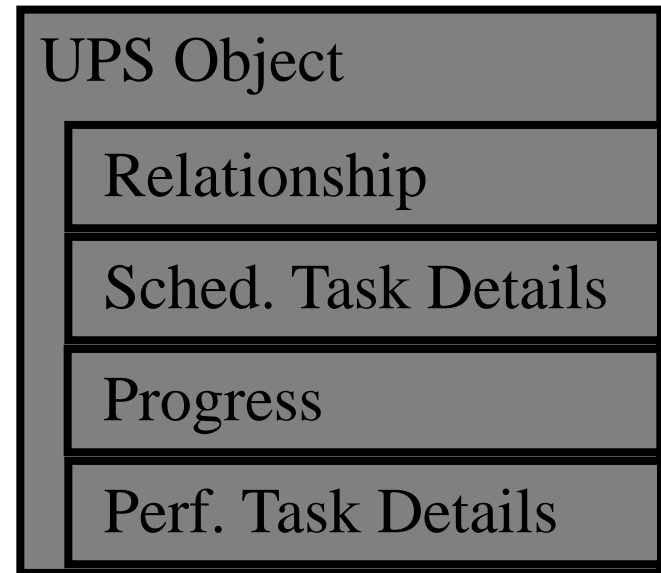 UPS Object
Relationship
Sched. Task Details
Progress
Perf. Task Details